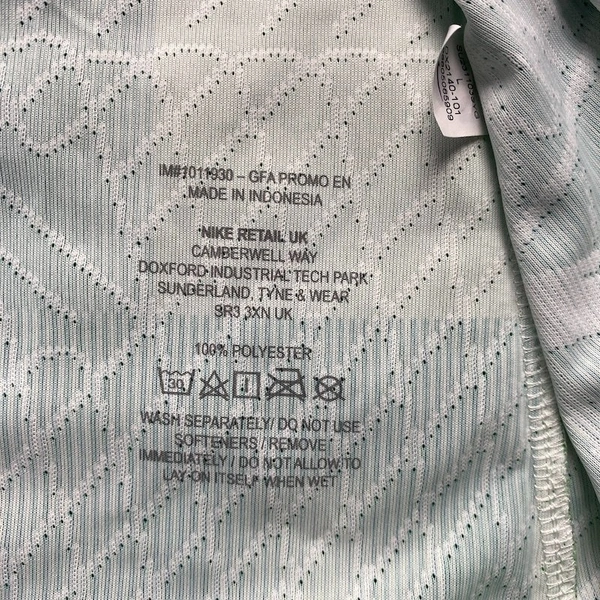 L
IM#1011930 – GFA PROMO EN
MADE IN INDONESIA
NIKE RETAIL UK
CAMBERWELL WAY
DOXFORD INDUSTRIAL TECH PARK
SUNDERLAND, TYNE & WEAR
SR3 3XN UK
100% POLYESTER
30
WASH SEPARATELY/ DO NOT USE
SOFTENERS / REMOVE
IMMEDIATELY / DO NOT ALLOW TO
LAY ON ITSELF WHEN WET